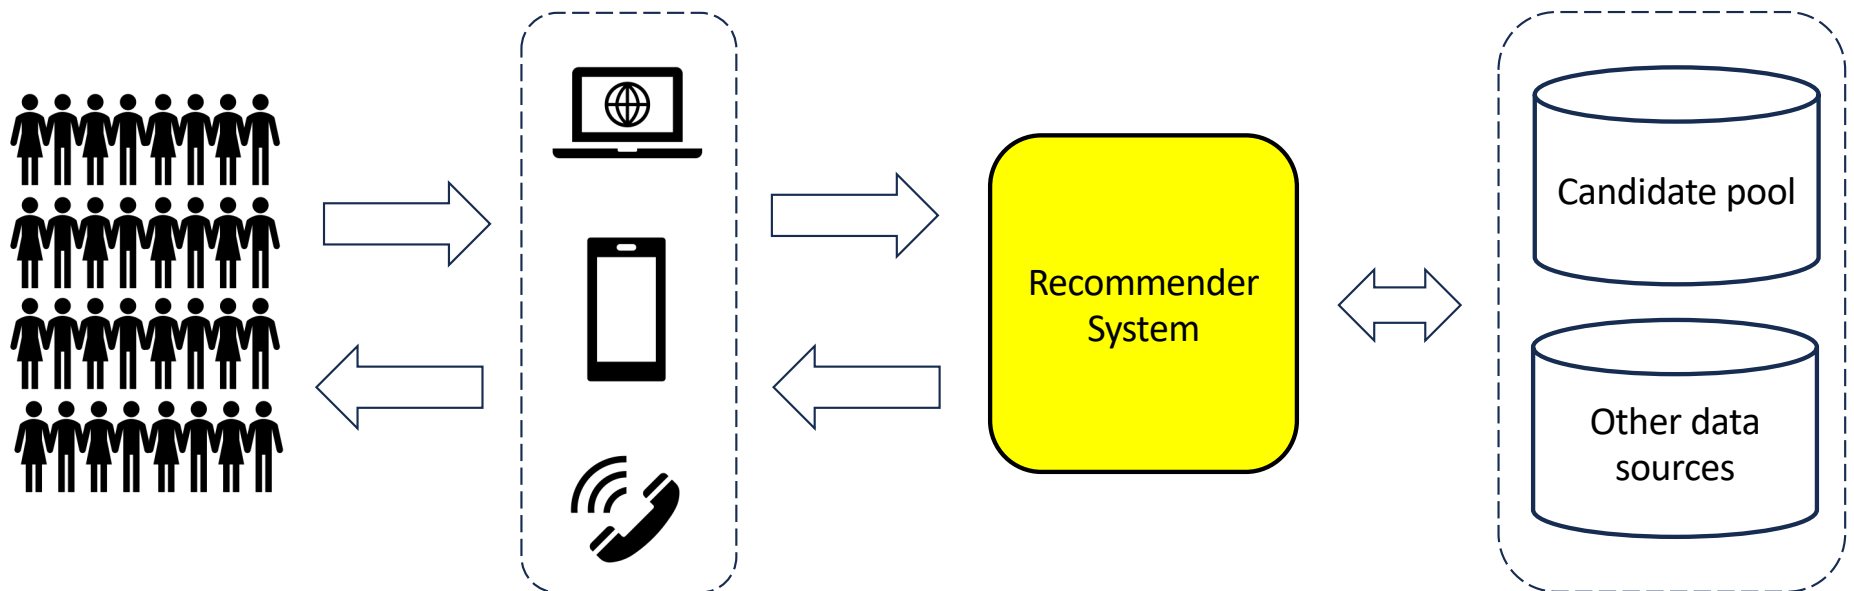 Recommender
System
Candidate pool
Other data
sources